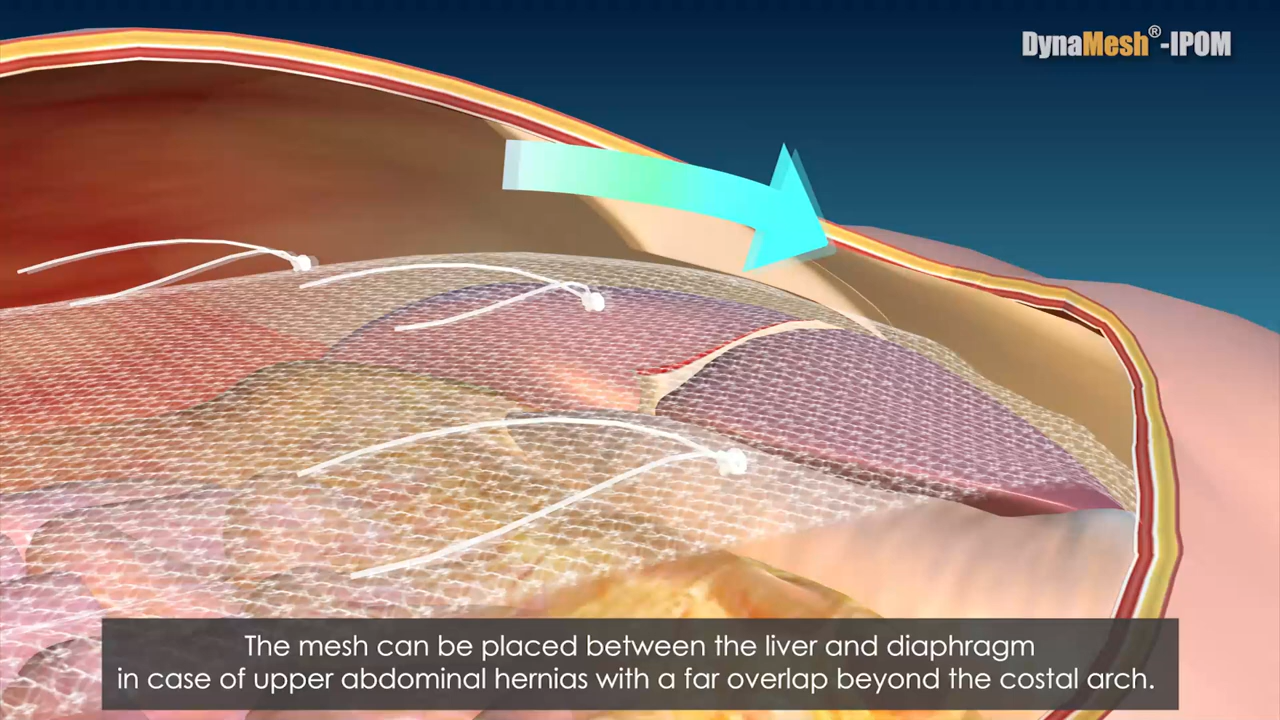 DynaMesh®-IPOM
The mesh can be placed between the liver and diaphragm
in case of upper abdominal hernias with a far overlap beyond the costal arch.